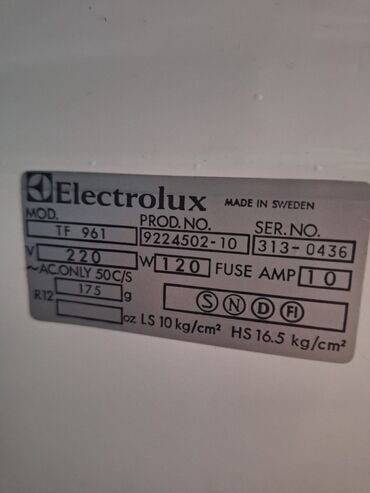 Electrolux MADE IN SWEDEN
MOD. PROD.NO. SER.NO.
TF 961 9224502-10 313-0436
V 220 W 120 FUSE AMP 10
~AC.ONLY 50C/S
R12 175 g
oz LS 10 kg/cm² HS 16.5 kg/cm²
S N D FI